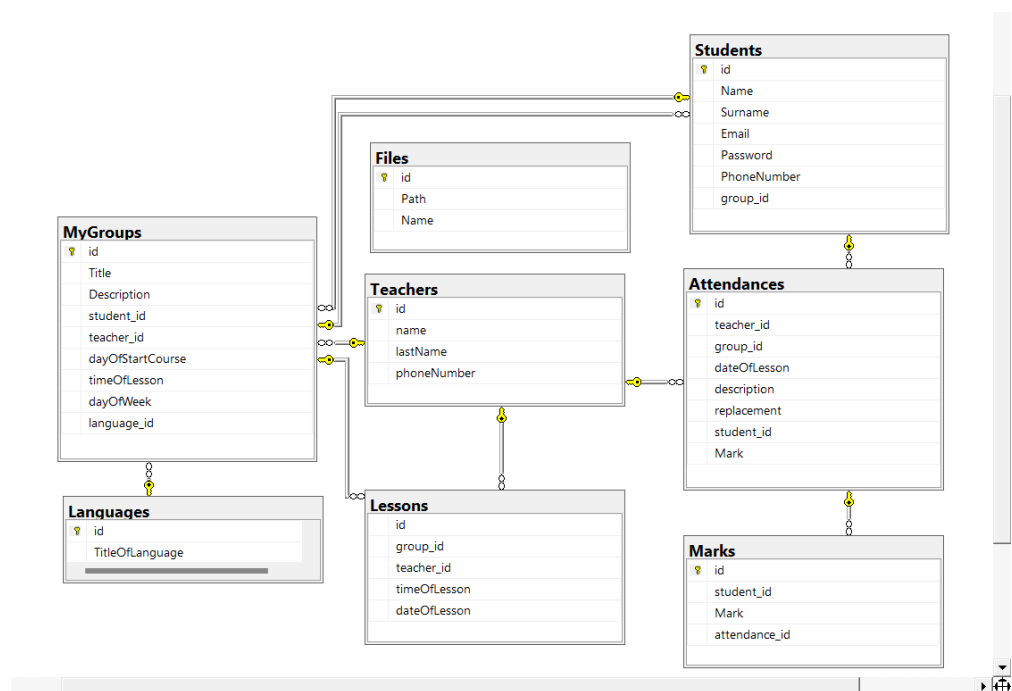 Students
id
Name
Surname
Email
Password
PhoneNumber
group_id
Files
id
Path
Name
MyGroups
id
Title
Description
student_id
teacher_id
dayOfStartCourse
timeOfLesson
dayOfWeek
language_id
Teachers
id
name
lastName
phoneNumber
Attendances
id
teacher_id
group_id
dateOfLesson
description
replacement
student_id
Mark
Languages
id
TitleOfLanguage
Lessons
id
group_id
teacher_id
timeOfLesson
dateOfLesson
Marks
id
student_id
Mark
attendance_id